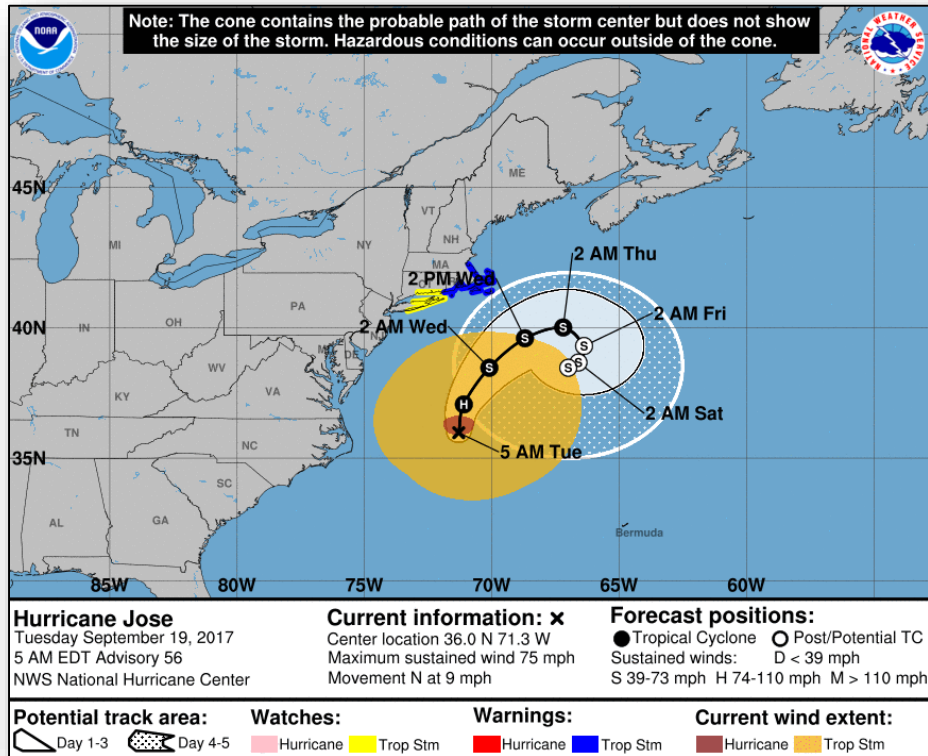 Note: The cone contains the probable path of the storm center but does not show
the size of the storm. Hazardous conditions can occur outside of the cone.
NOAA
NATIONAL WEATHER SERVICE
45N
ME
VT
NH
MI
NY
MA
CT
2 PM Wed
2 AM Thu
40N
PA
IN
OH
NJ
2 AM Wed
2 AM Fri
MD
DE
WV
KY
VA
S
S
S
S
S
S
H
2 AM Sat
TN
NC
35N
5 AM Tue
SC
AL
GA
Bermuda
85W
80W
75W
70W
65W
60W
Hurricane Jose
Tuesday September 19, 2017
5 AM EDT Advisory 56
NWS National Hurricane Center
Current information: x
Center location 36.0 N 71.3 W
Maximum sustained wind 75 mph
Movement N at 9 mph
Forecast positions:
Tropical Cyclone Post/Potential TC
Sustained winds: D < 39 mph
S 39-73 mph H 74-110 mph M > 110 mph
Potential track area:
Day 1-3 Day 4-5
Watches:
Hurricane Trop Stm
Warnings:
Hurricane Trop Stm
Current wind extent:
Hurricane Trop Stm